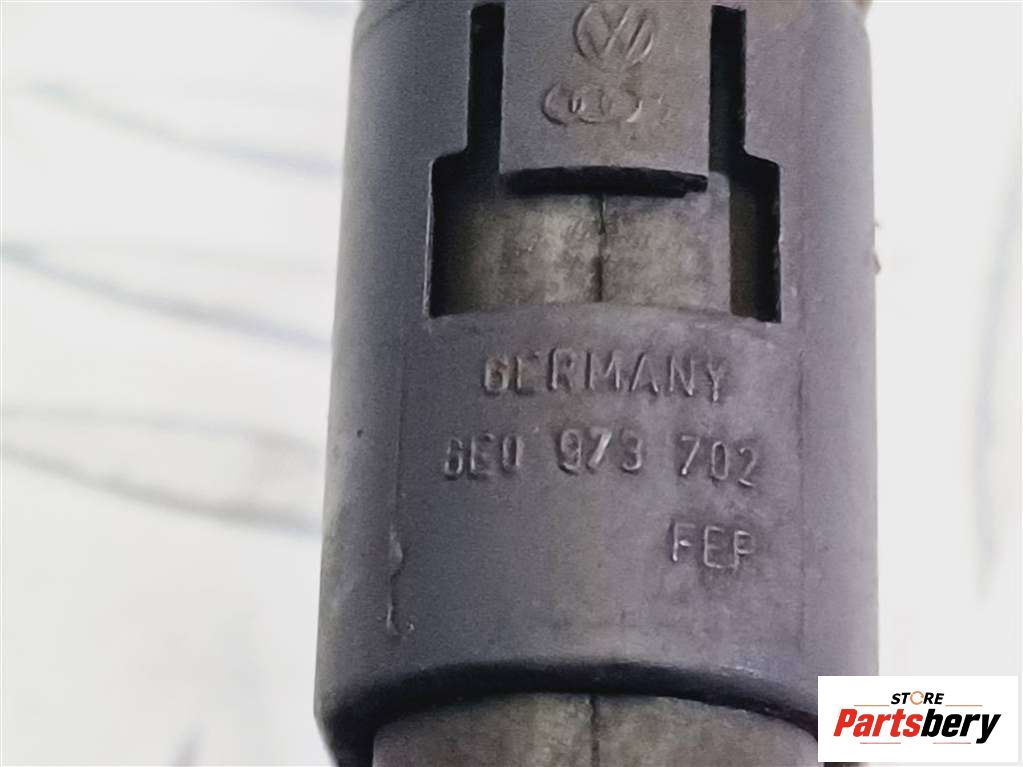 GERMANY
6E0 973 702
FEP
STORE
Partsbery